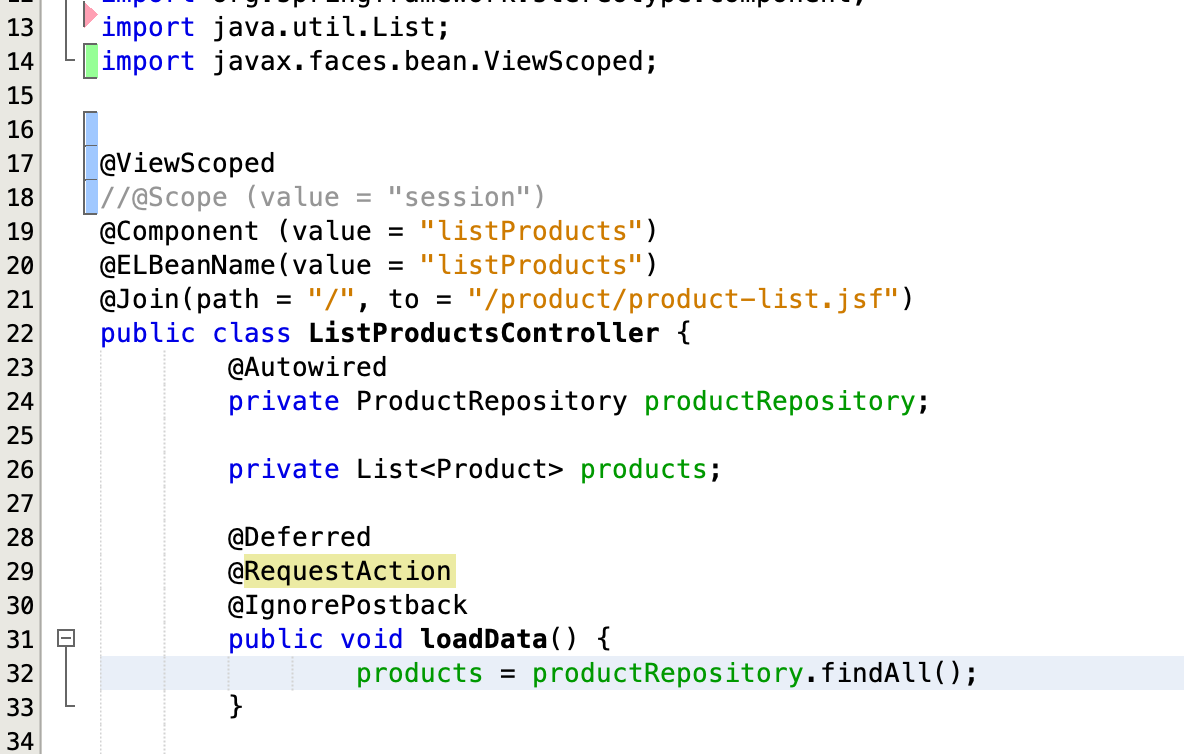 13 import java.util.List;
14 import javax.faces.bean.ViewScoped;
15
16
17 @ViewScoped
18 //@Scope (value = "session")
19 @Component (value = "listProducts")
20 @ELBeanName(value = "listProducts")
21 @Join(path = "/", to = "/product/product-list.jsf")
22 public class ListProductsController {
23 @Autowired
24 private ProductRepository productRepository;
25
26 private List<Product> products;
27
28 @Deferred
29 @RequestAction
30 @IgnorePostback
31 public void loadData() {
32 products = productRepository.findAll();
33 }
34